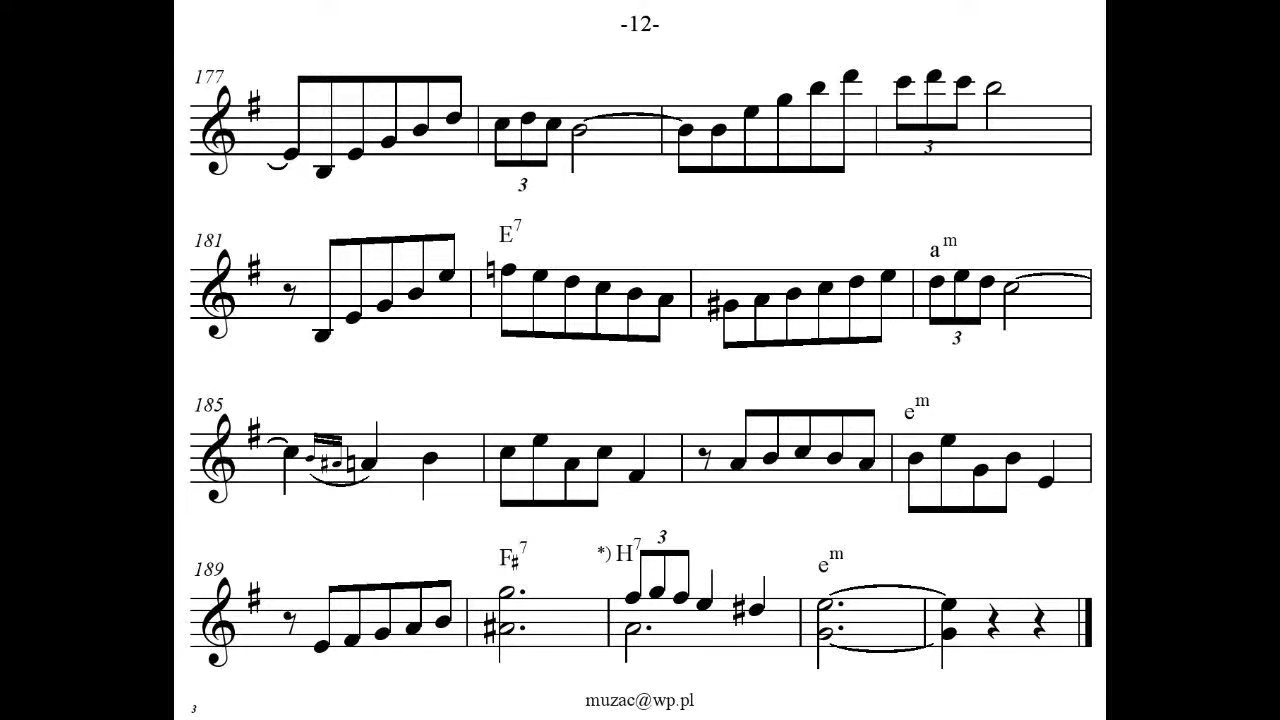 -12-
177
3
3
181
E7
am
3
185
em
189
F#7
*) H7
3
em
muzac@wp.pl
3